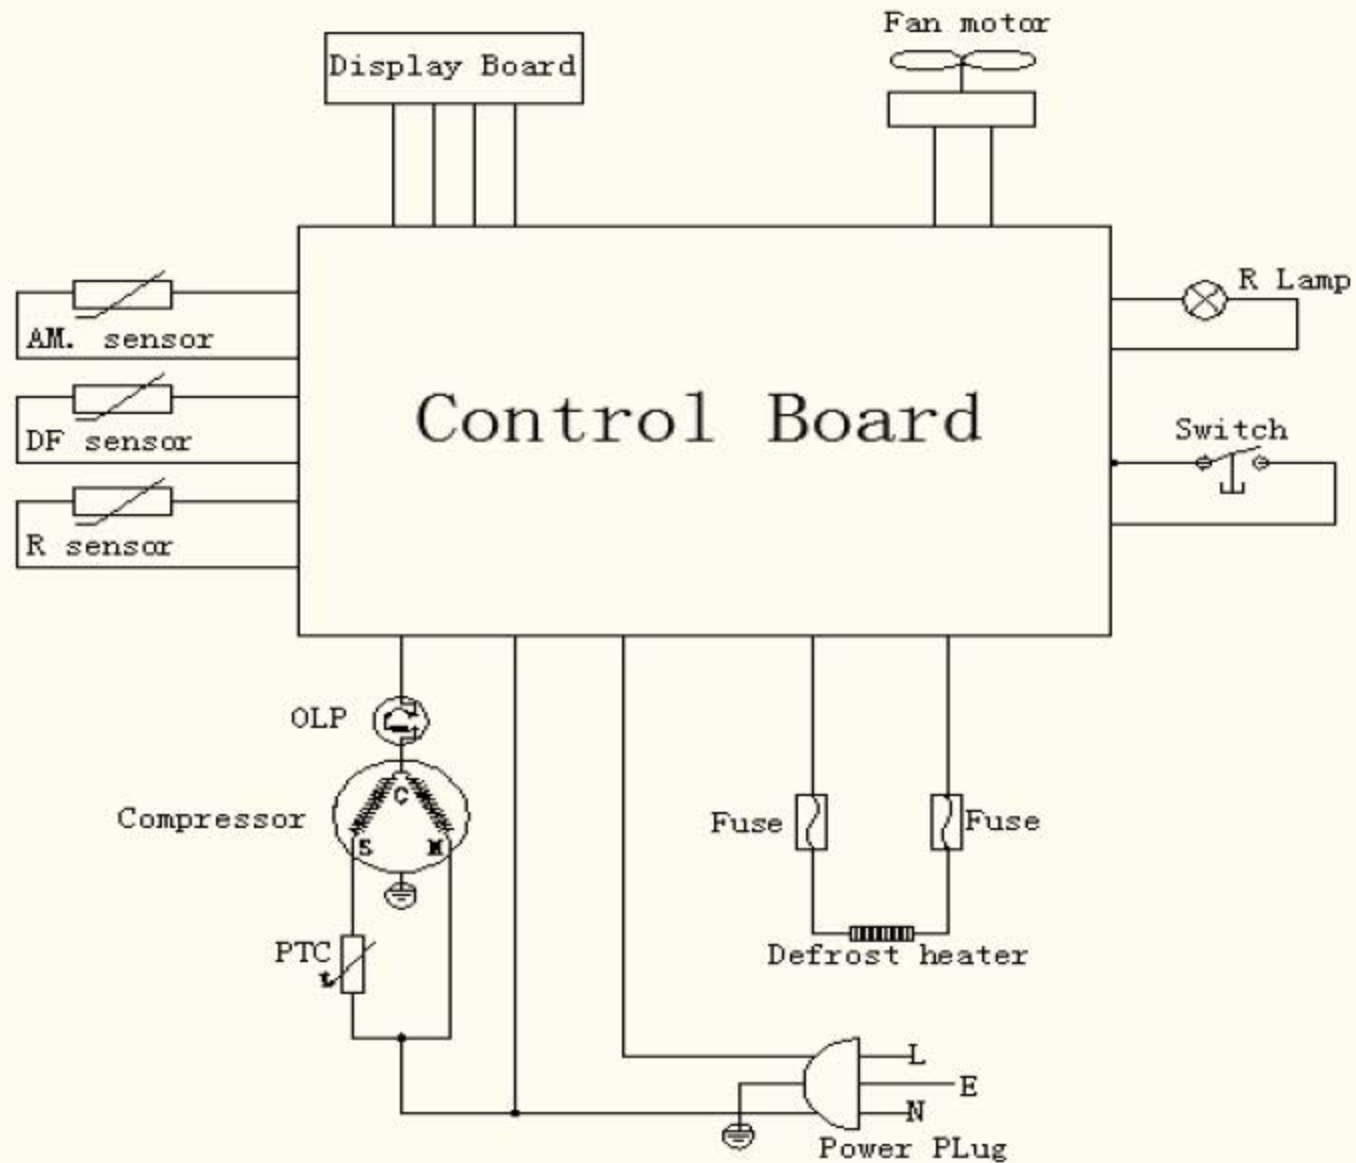 Fan motor
Display Board
R Lamp
AM. sensor
Control Board
DF sensor
Switch
R sensor
OLP
C
Compressor
Fuse
Fuse
S
M
PTC
t
Defrost heater
L
E
N
Power PLug